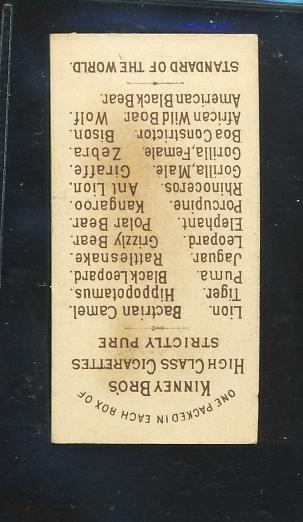 ONE PACKED IN EACH BOX OF
KINNEY BRO'S
HIGH CLASS CIGARETTES
STRICTLY PURE
Lion. Bactrian Camel.
Tiger. Hippopotamus.
Puma. Black Leopard.
Jaguar. Rattlesnake.
Leopard. Grizzly Bear.
Elephant. Polar Bear.
Porcupine. Kangaroo
Rhinoceros. Ant Lion.
Gorilla, Male. Giraffe.
Gorilla, Female. Zebra.
Boa Constrictor. Bison.
African Wild Boar. Wolf.
American Black Bear.
STANDARD OF THE WORLD.